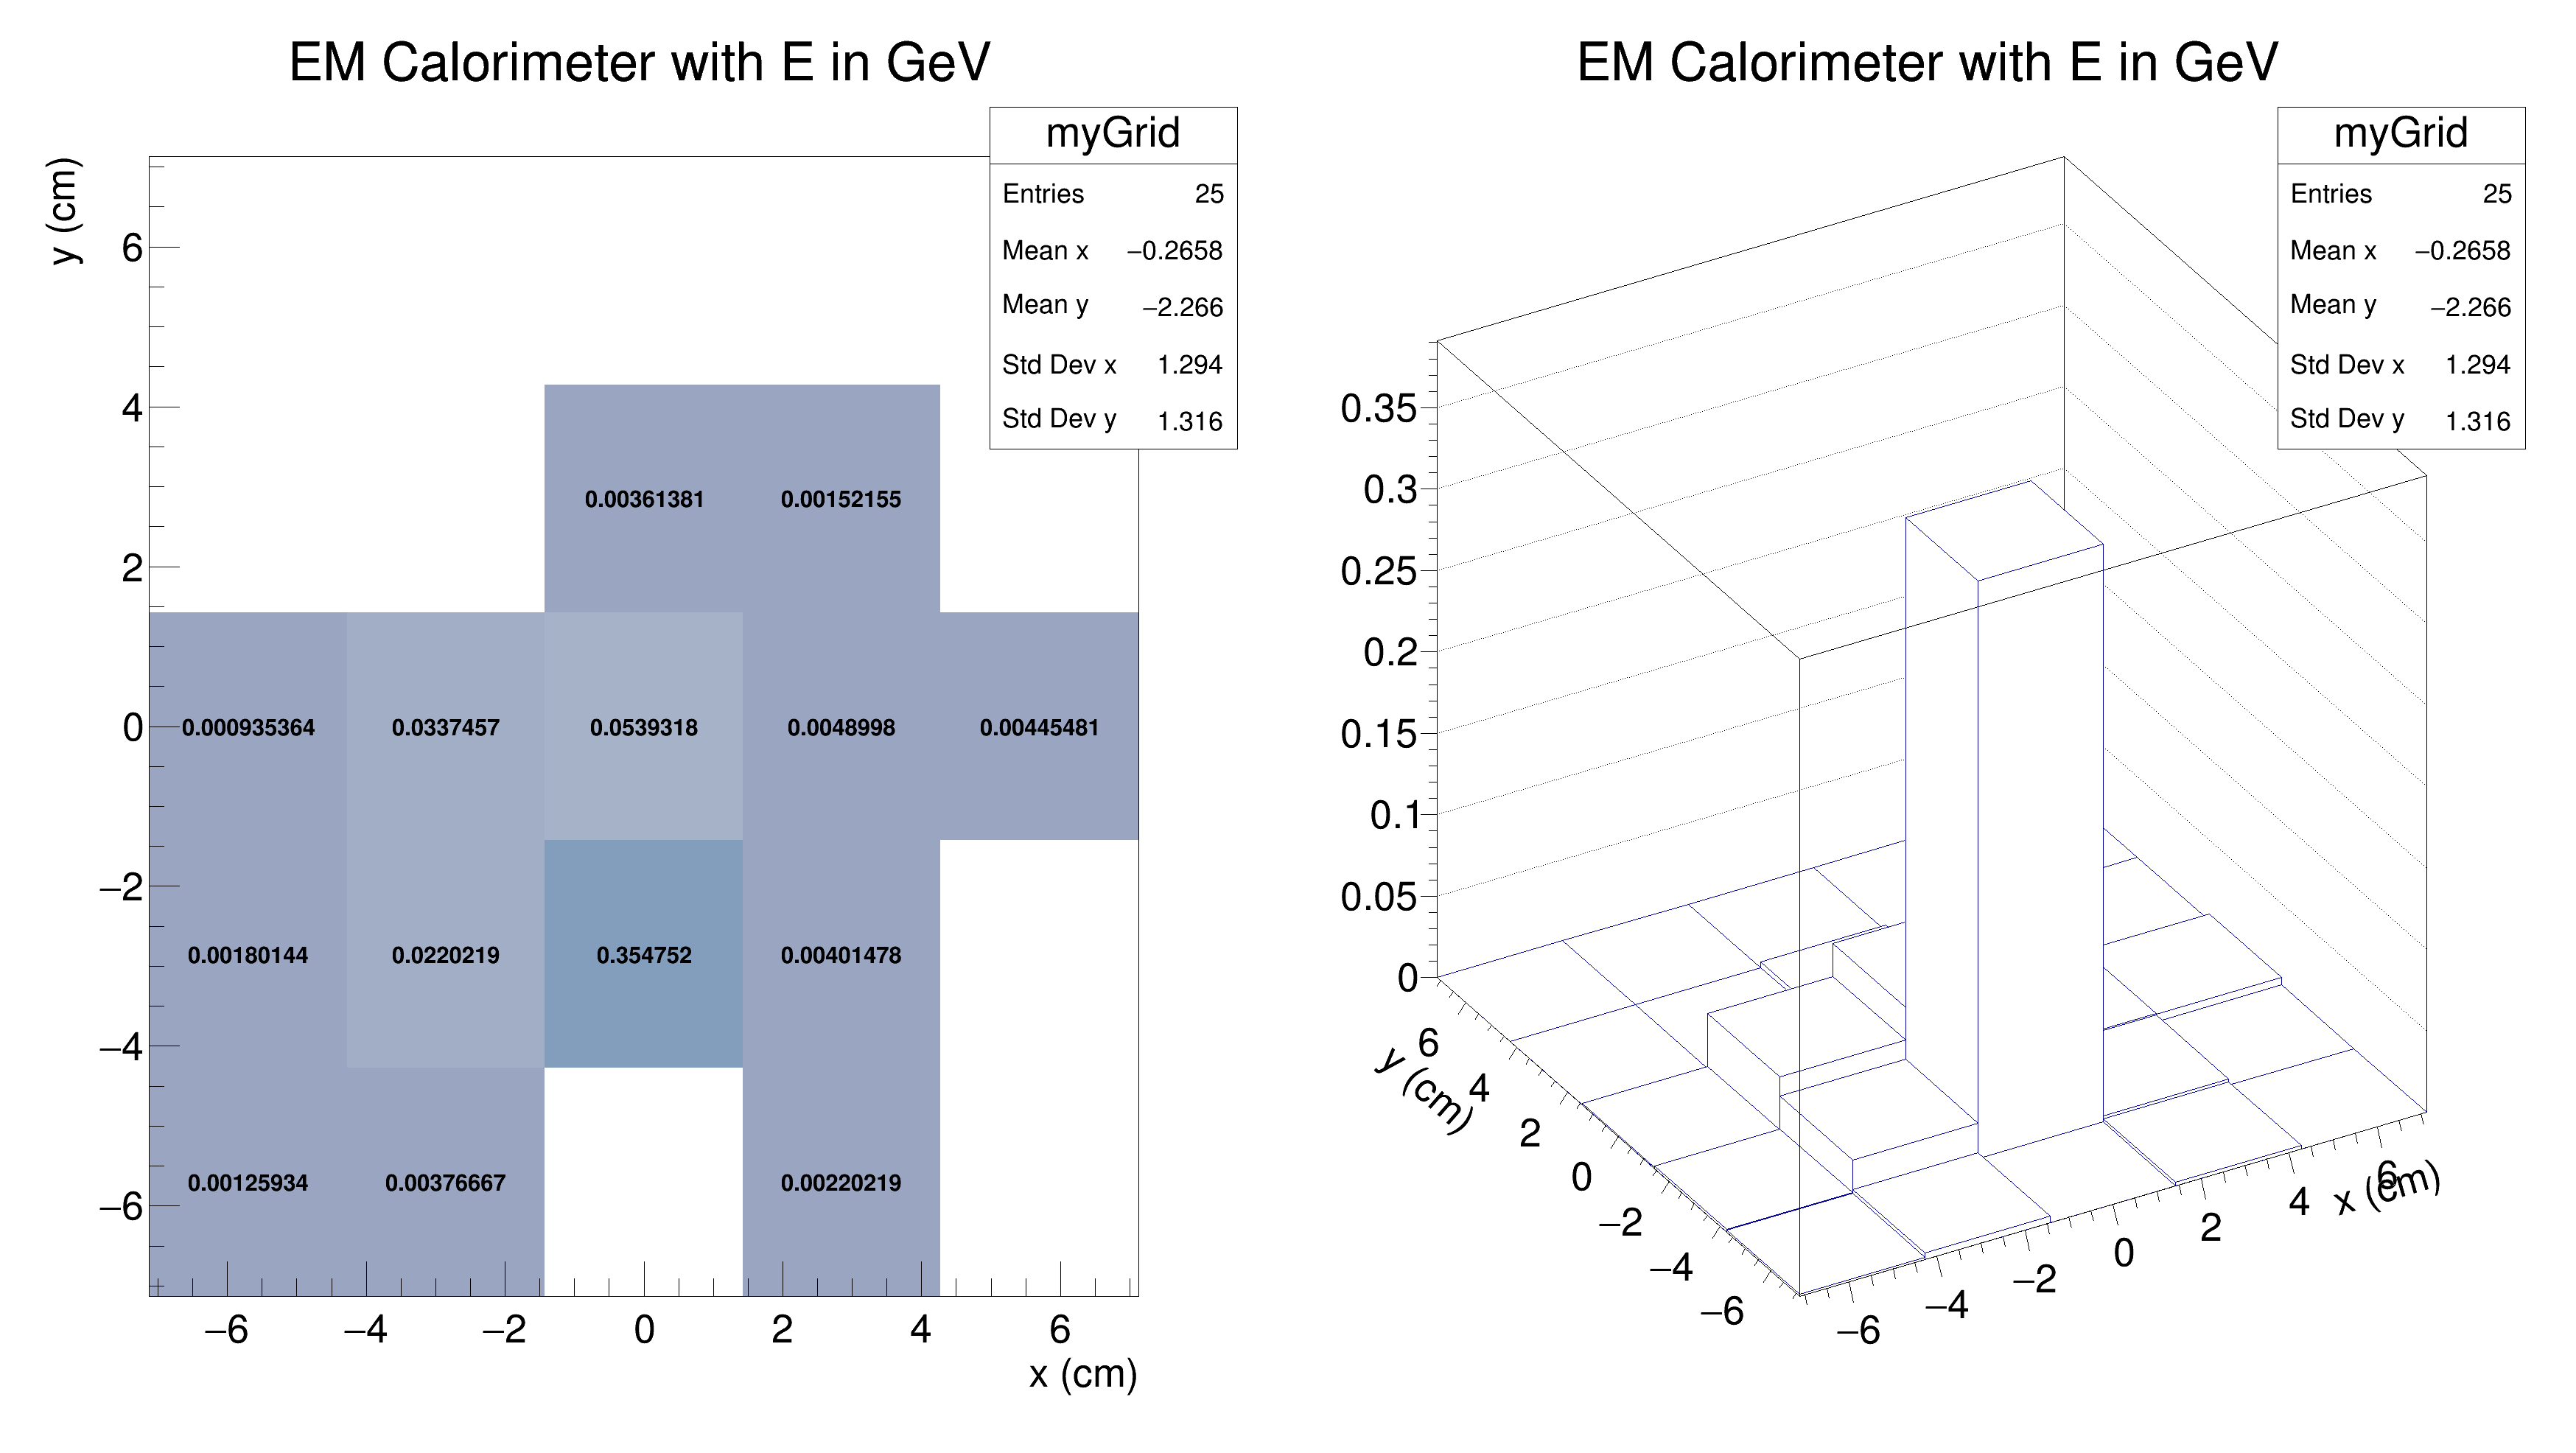 EM Calorimeter with E in GeV
myGrid
Entries 25
Mean x −0.2658
Mean y −2.266
Std Dev x 1.294
Std Dev y 1.316
y (cm)
6
4
2
0
−2
−4
−6
0.00361381 0.00152155
0.000935364 0.0337457 0.0539318 0.0048998 0.00445481
0.00180144 0.0220219 0.354752 0.00401478
0.00125934 0.00376667 0.00220219
−6 −4 −2 0 2 4 6
x (cm)
EM Calorimeter with E in GeV
myGrid
Entries 25
Mean x −0.2658
Mean y −2.266
Std Dev x 1.294
Std Dev y 1.316
0.35
0.3
0.25
0.2
0.15
0.1
0.05
0
y (cm)
6
4
2
0
−2
−4
−6
−6 −4 −2 0 2 4 6
x (cm)